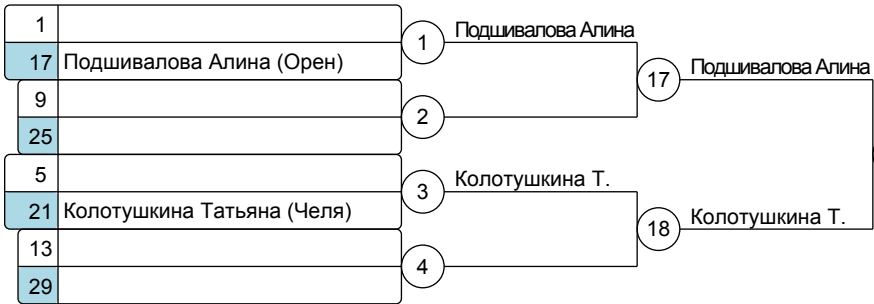 1
17 Подшивалова Алина (Орен)
1
Подшивалова Алина
9
25
2
17
Подшивалова Алина
5
21 Колотушкина Татьяна (Челя)
3
Колотушкина Т.
13
29
4
18
Колотушкина Т.